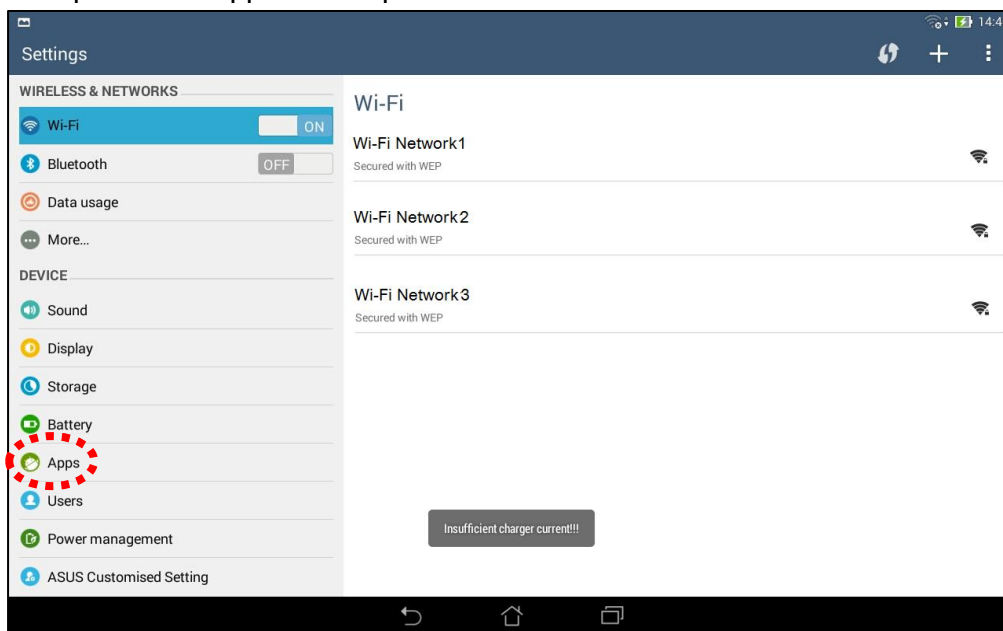 14:4
Settings
WIRELESS & NETWORKS
Wi-Fi ON
Bluetooth OFF
Data usage
More...
DEVICE
Sound
Display
Storage
Battery
Apps
Users
Power management
ASUS Customised Setting
Wi-Fi
Wi-Fi Network1
Secured with WEP
Wi-Fi Network2
Secured with WEP
Wi-Fi Network3
Secured with WEP
Insufficient charger current!!!